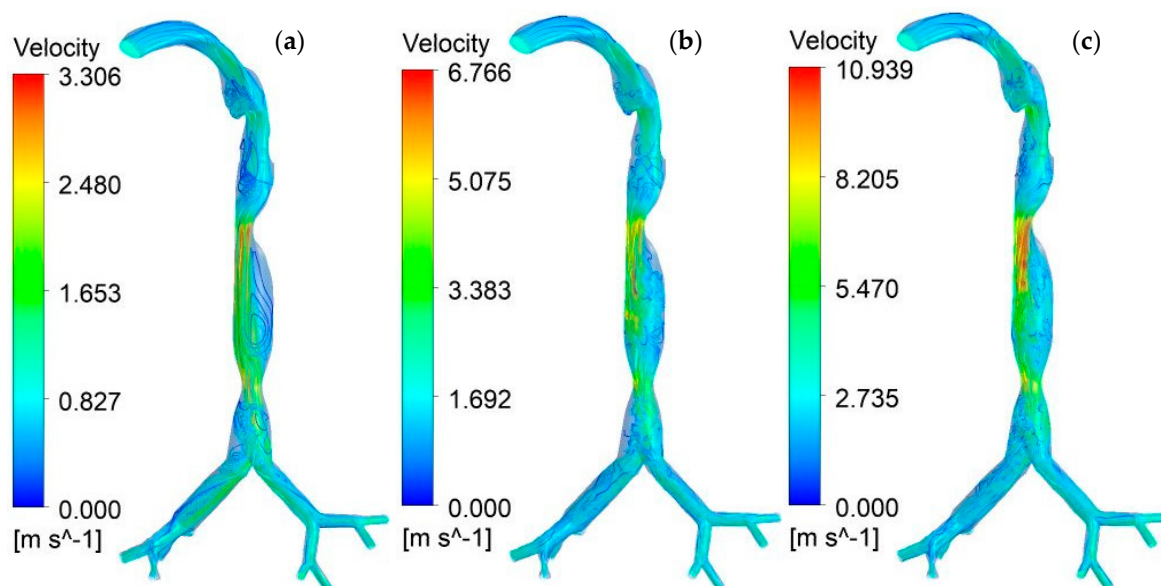 (a)
Velocity
3.306
2.480
1.653
0.827
0.000
[m s^-1]
(b)
Velocity
6.766
5.075
3.383
1.692
0.000
[m s^-1]
(c)
Velocity
10.939
8.205
5.470
2.735
0.000
[m s^-1]